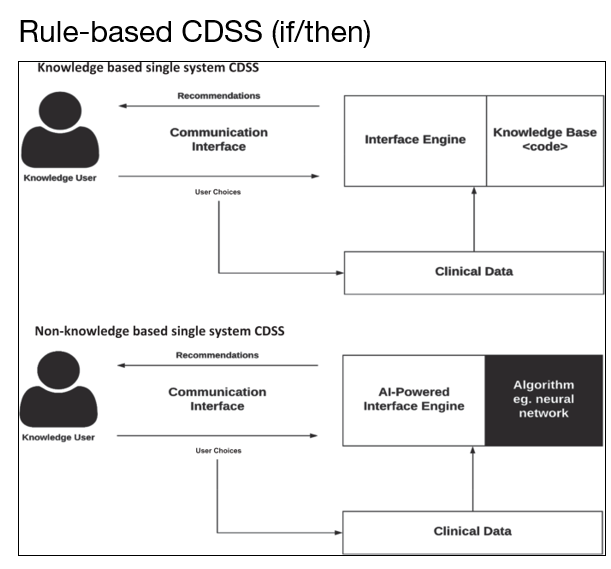 Rule-based CDSS (if/then)
Knowledge based single system CDSS
Recommendations
Communication
Interface
Knowledge User
User Choices
Interface Engine
Knowledge Base
<code>
Clinical Data
Non-knowledge based single system CDSS
Recommendations
Communication
Interface
Knowledge User
User Choices
AI-Powered
Interface Engine
Algorithm
eg. neural
network
Clinical Data